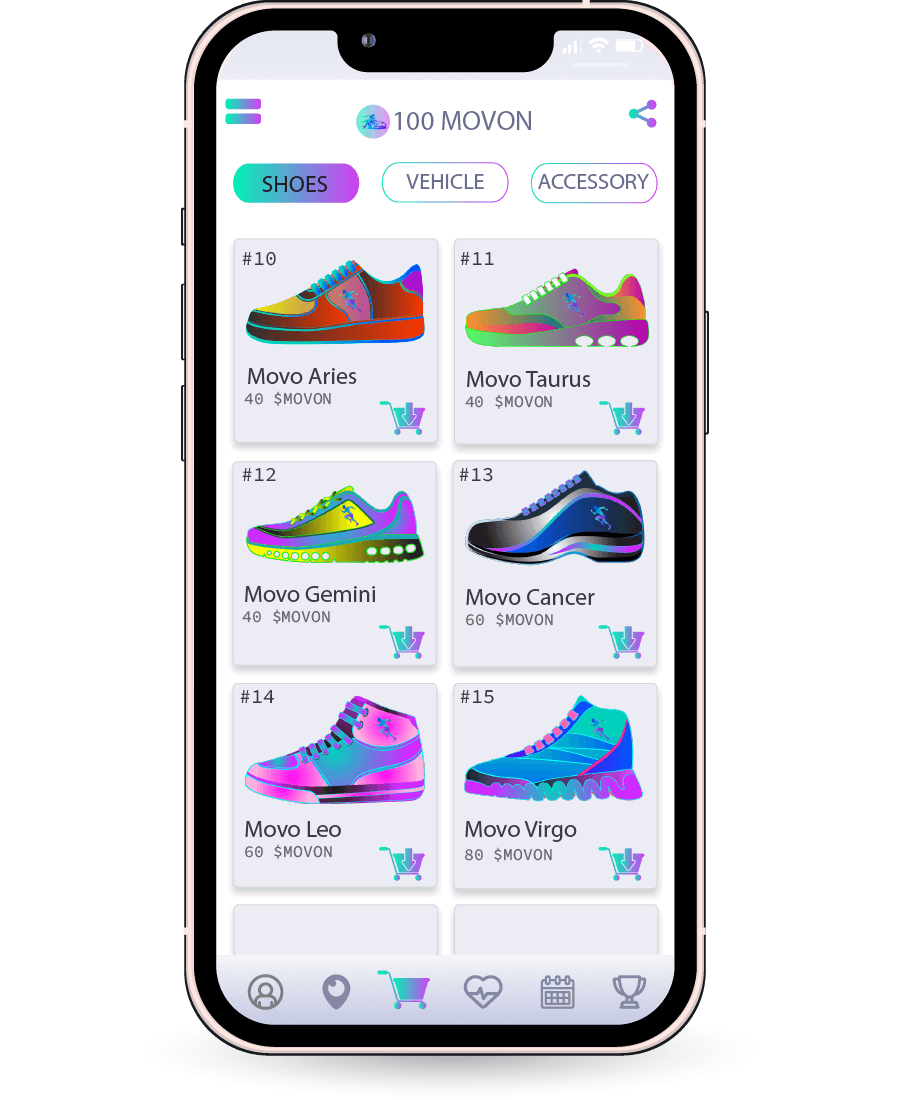 100 MOVON
SHOES VEHICLE ACCESSORY
#10
Movo Aries
40 $MOVON
#11
Movo Taurus
40 $MOVON
#12
Movo Gemini
40 $MOVON
#13
Movo Cancer
60 $MOVON
#14
Movo Leo
60 $MOVON
#15
Movo Virgo
80 $MOVON